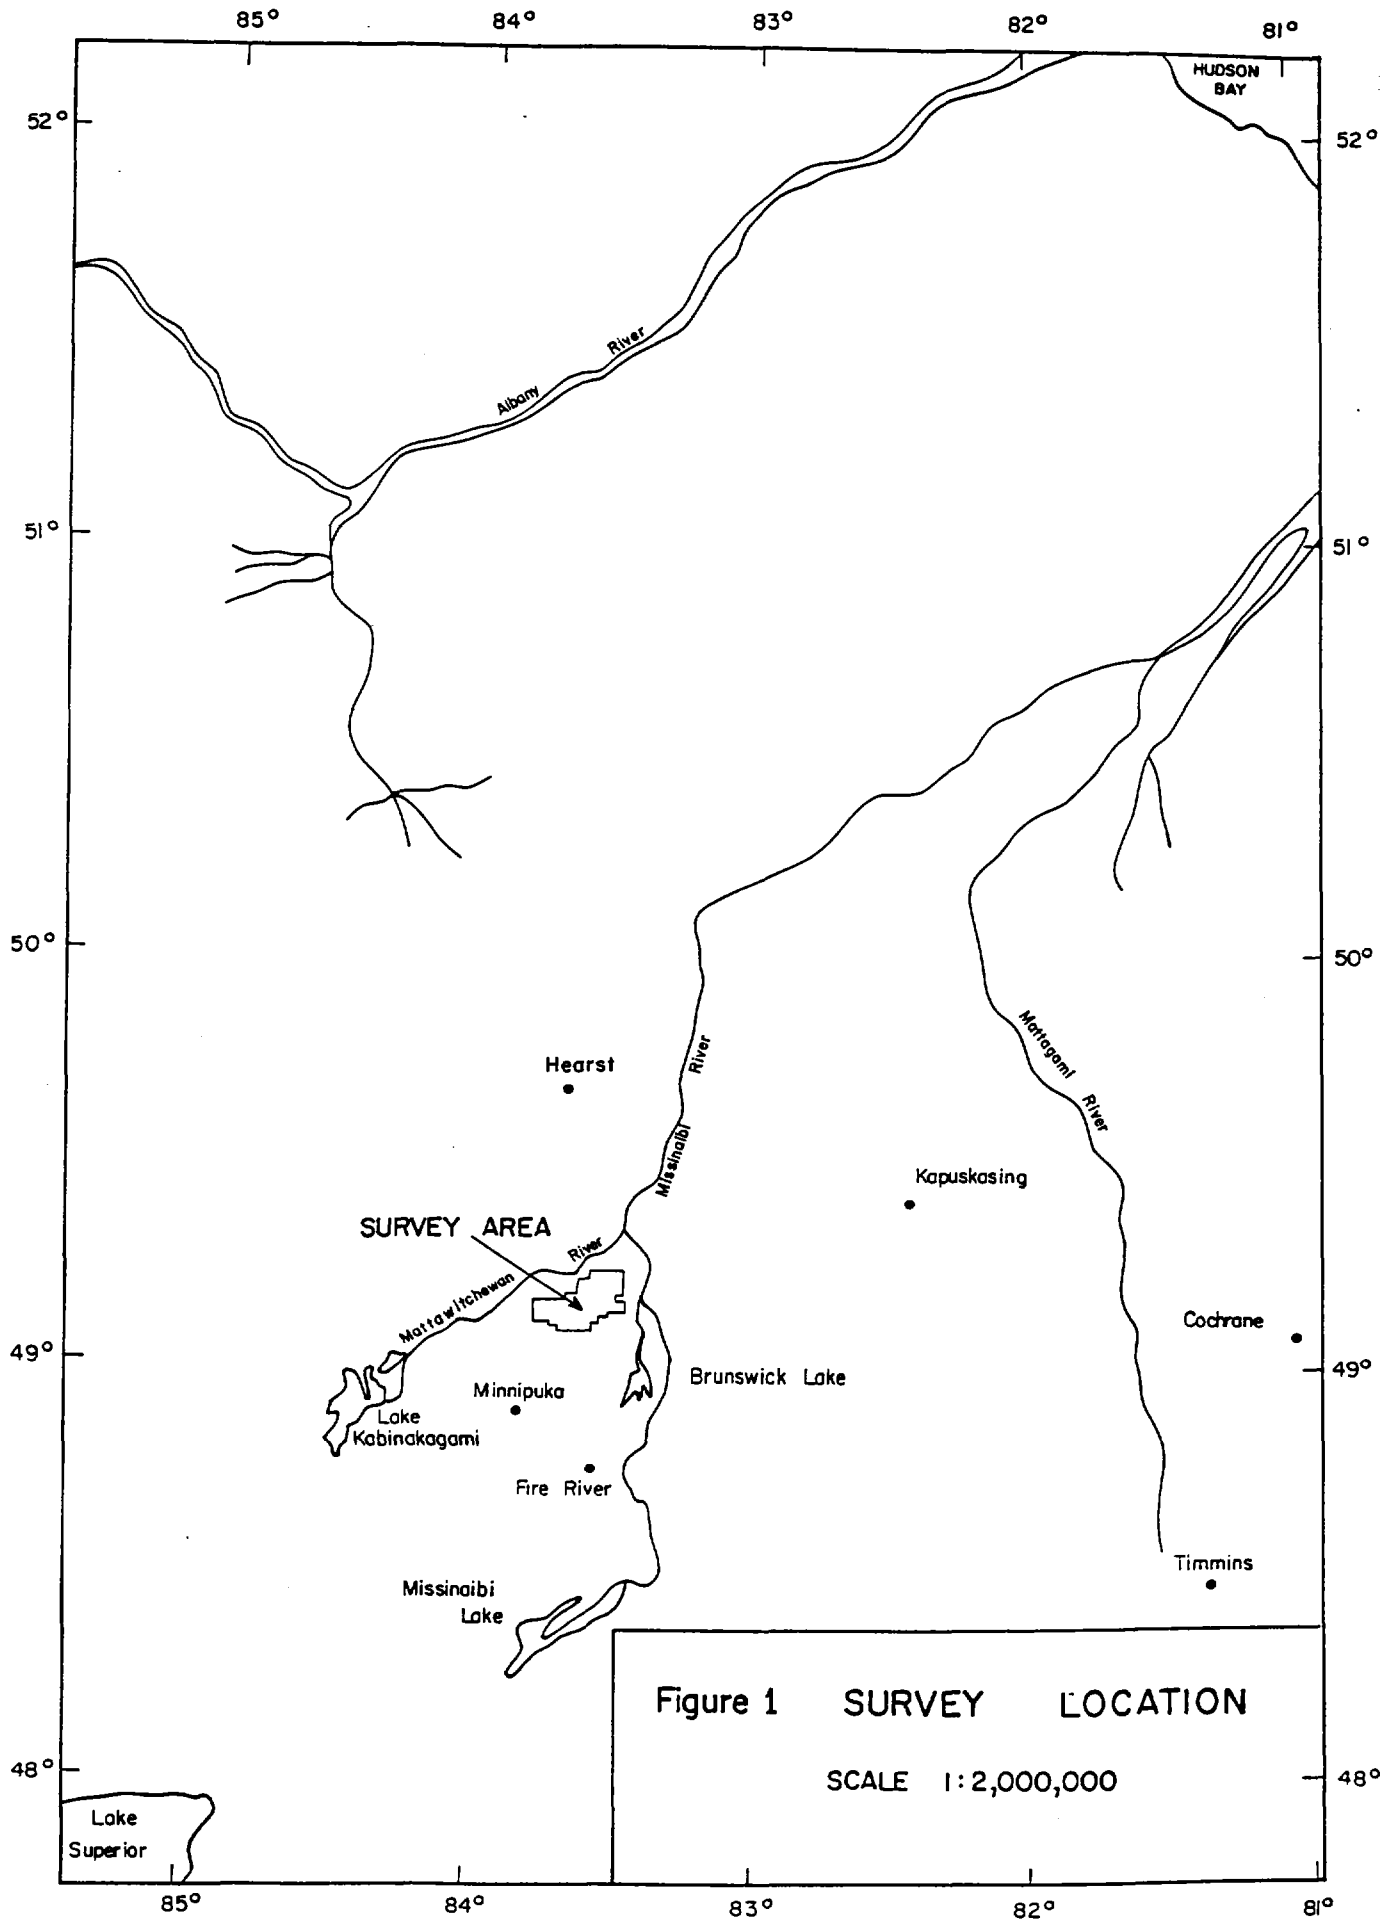 85° 84° 83° 82° 81°
HUDSON
BAY
52°
52°
Albany River
51°
51°
50°
50°
Mattagami River
Missinaibi River
Hearst
Kapuskasing
SURVEY AREA
Mattawitchewan River
Cochrane
49°
49°
Brunswick Lake
Minnipuka
Lake
Kabinakagami
Fire River
Timmins
Missinaibi
Lake
Figure 1 SURVEY LOCATION
SCALE 1:2,000,000
48°
48°
Lake
Superior
85° 84° 83° 82° 81°